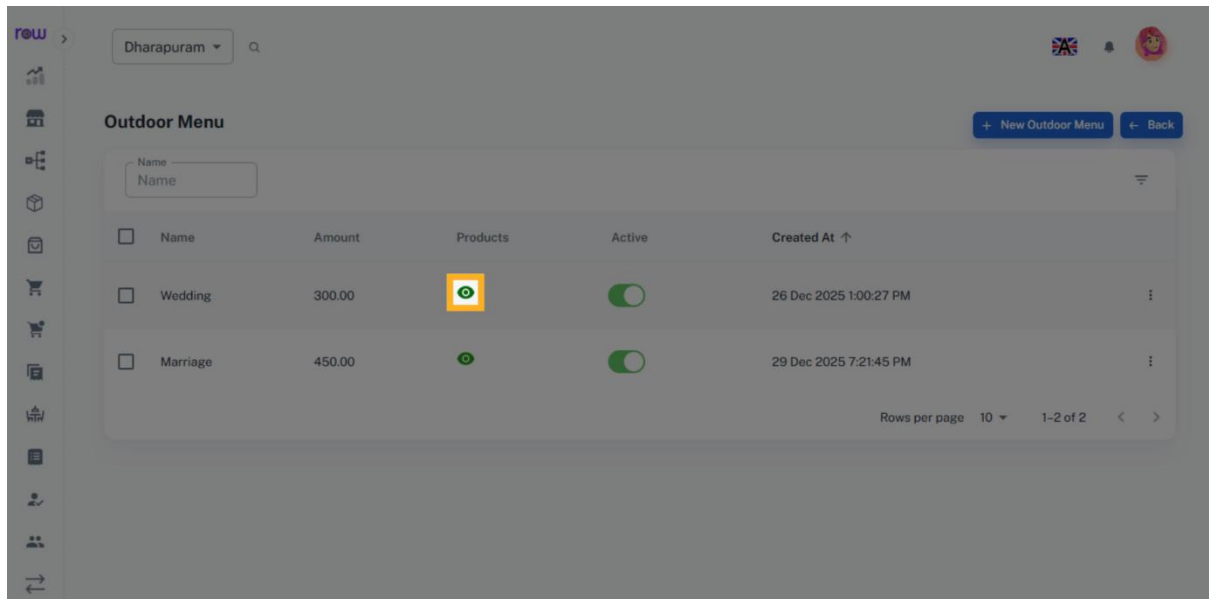 row
Dharapuram
Outdoor Menu
+ New Outdoor Menu
← Back
Name
Name
Name Amount Products Active Created At ↑
Wedding 300.00 26 Dec 2025 1:00:27 PM
Marriage 450.00 29 Dec 2025 7:21:45 PM
Rows per page 10 1–2 of 2